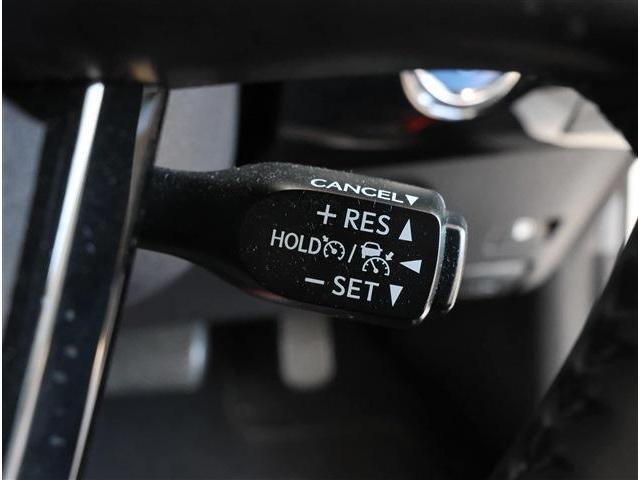 CANCEL▼
+ RES ▲
HOLD / ◀
− SET ▼